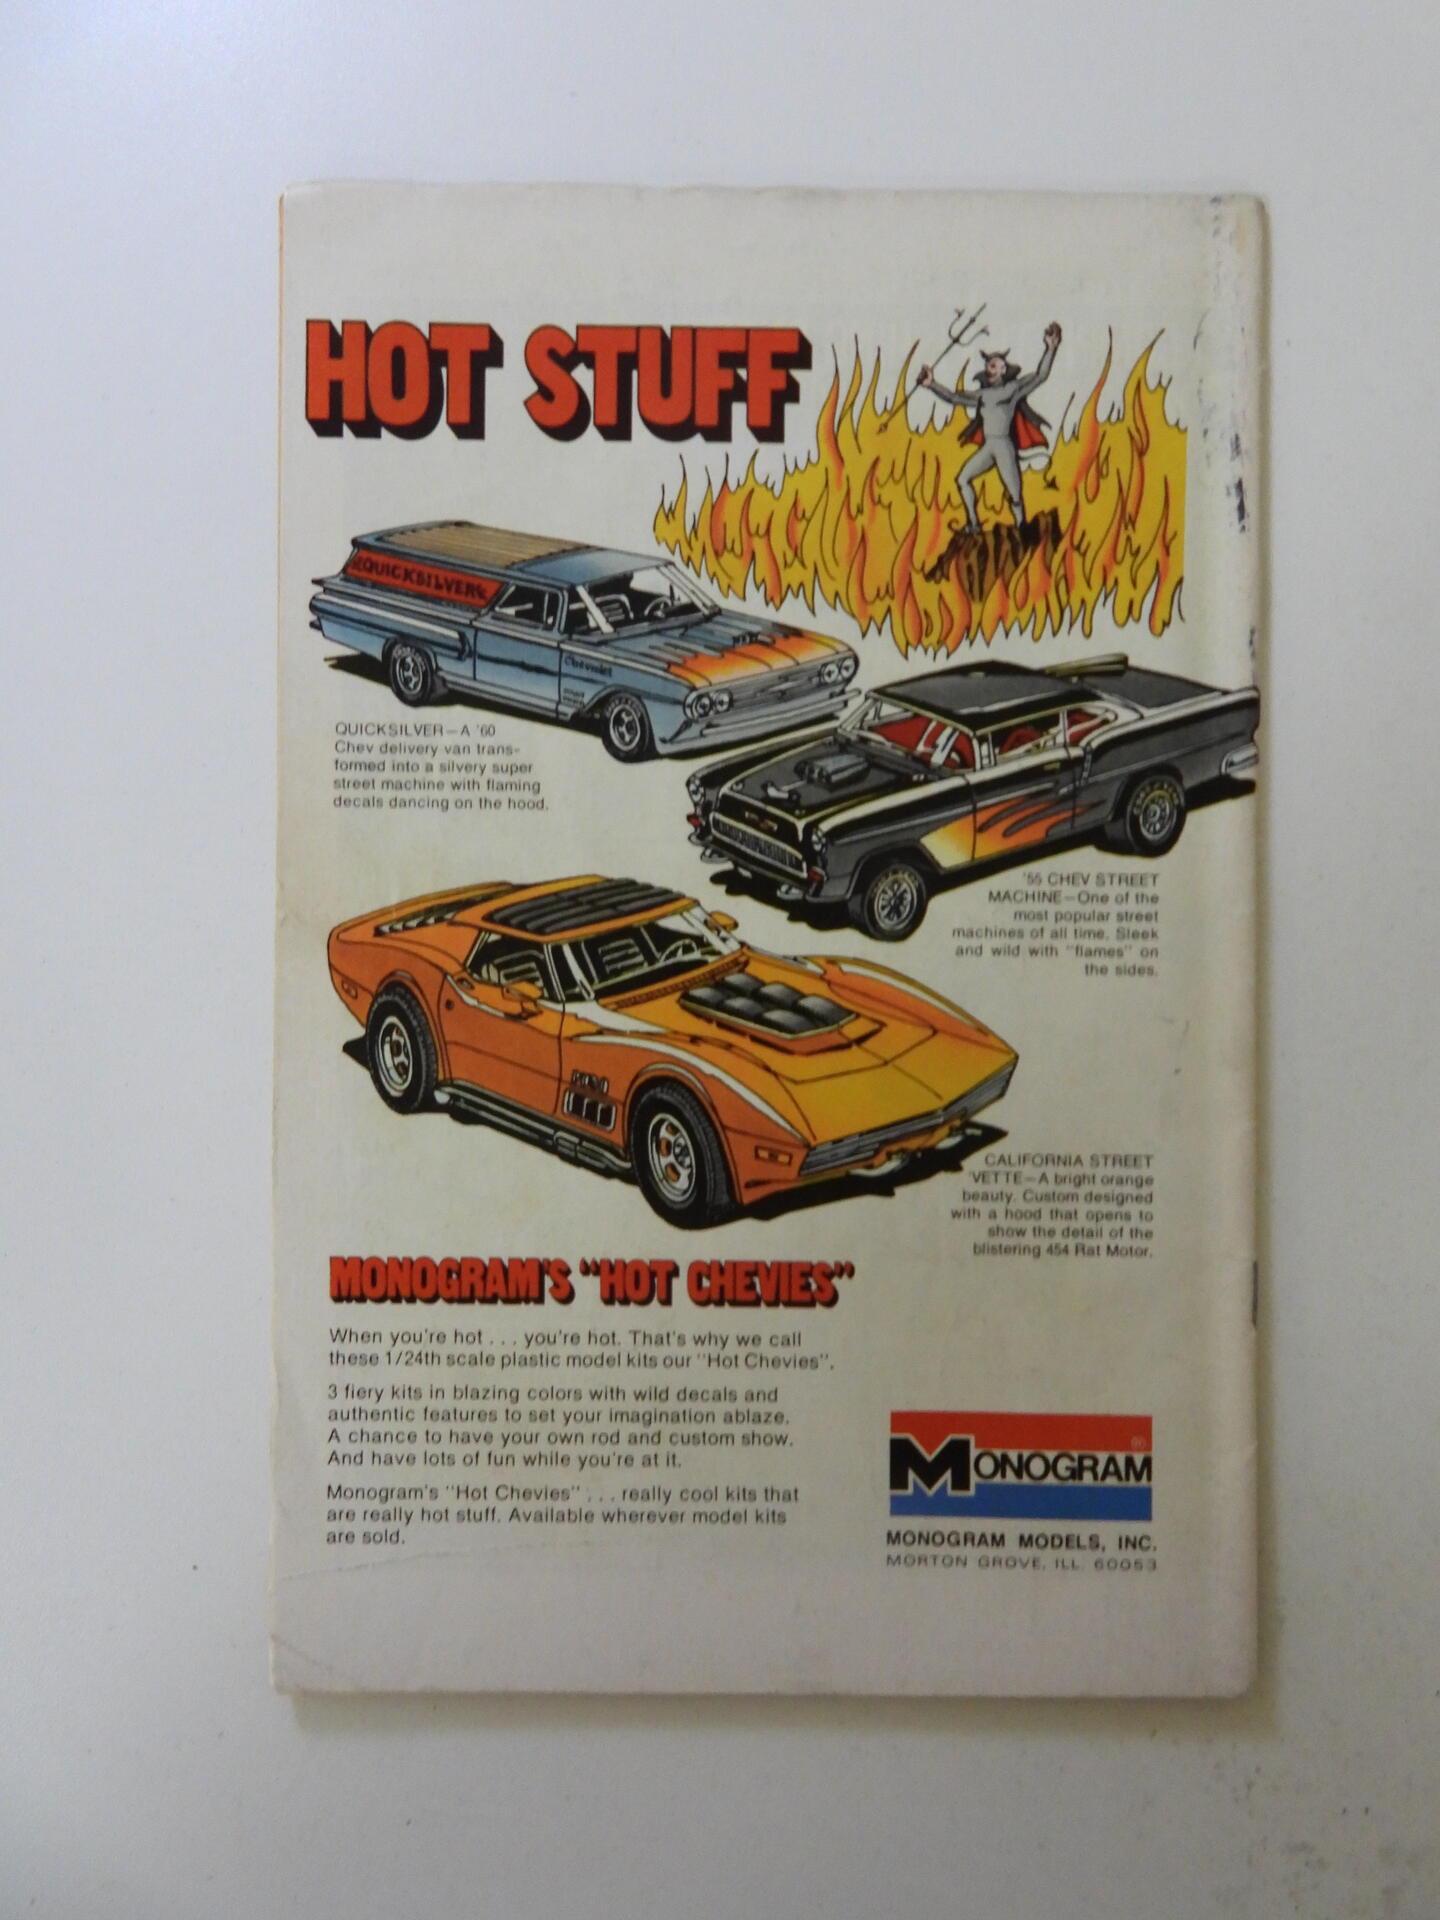 HOT STUFF
QUICKSILVER
Chevrolet
QUICKSILVER—A '60
Chev delivery van trans-
formed into a silvery super
street machine with flaming
decals dancing on the hood.
'55 CHEV STREET
MACHINE—One of the
most popular street
machines of all time. Sleek
and wild with "flames" on
the sides.
CALIFORNIA STREET
'VETTE—A bright orange
beauty. Custom designed
with a hood that opens to
show the detail of the
blistering 454 Rat Motor.
MONOGRAM'S "HOT CHEVIES"
When you're hot . . . you're hot. That's why we call
these 1/24th scale plastic model kits our "Hot Chevies".
3 fiery kits in blazing colors with wild decals and
authentic features to set your imagination ablaze.
A chance to have your own rod and custom show.
And have lots of fun while you're at it.
Monogram's "Hot Chevies" . . . really cool kits that
are really hot stuff. Available wherever model kits
are sold.
MONOGRAM®
MONOGRAM MODELS, INC.
MORTON GROVE, ILL. 60053